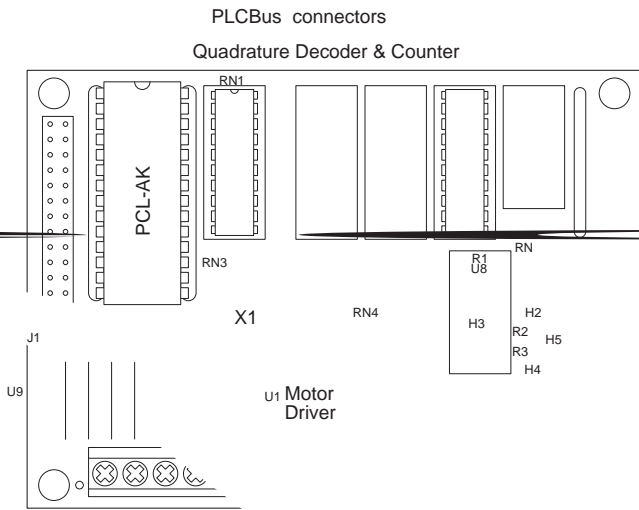 PLCBus connectors
Quadrature Decoder & Counter
RN1
PCL-AK
RN
R1
U8
RN3
X1
RN4
H3
H2
R2
H5
R3
H4
J1
U9
U1 Motor
Driver